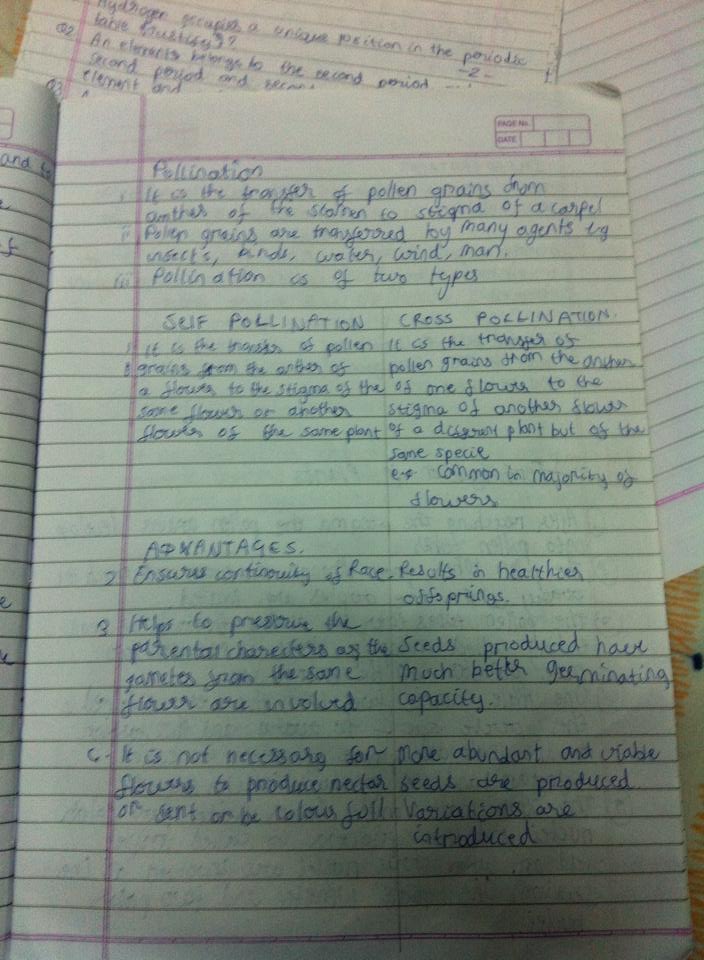 Hydrogen occupies a unique position in the periodic
table Justify??
-2-
Q2 An elements belongs to the second period
second period and
element and
Q3
and
PAGE No.
DATE
Pollination
i It is the transfer of pollen grains from
anther of the stamen to stigma of a carpel
ii Pollen grains are transferred by many agents eg
insect's, birds, water, wind, man.
iii Pollination is of two types
SELF POLLINATION
i It is the transfer of pollen
grains from the anther of
a flower to the stigma of the
same flower or another
flower of the same plant
CROSS POLLINATION.
It is the transfer of
pollen grains from the anther
of one flower to the
stigma of another flower
of a different plant but of the
same specie
e.g. common in majority of
flowers
ADVANTAGES.
2 Ensures continuity of Race.
Results in healthier
offsprings.
3 Helps to preserve the
parental characters as the
gametes from the same
flower are involved
Seeds produced have
much better germinating
capacity.
It is not necessary for
flowers to produce nectar
or sent or be colour full
More abundant and viable
seeds are produced
Variations are
introduced